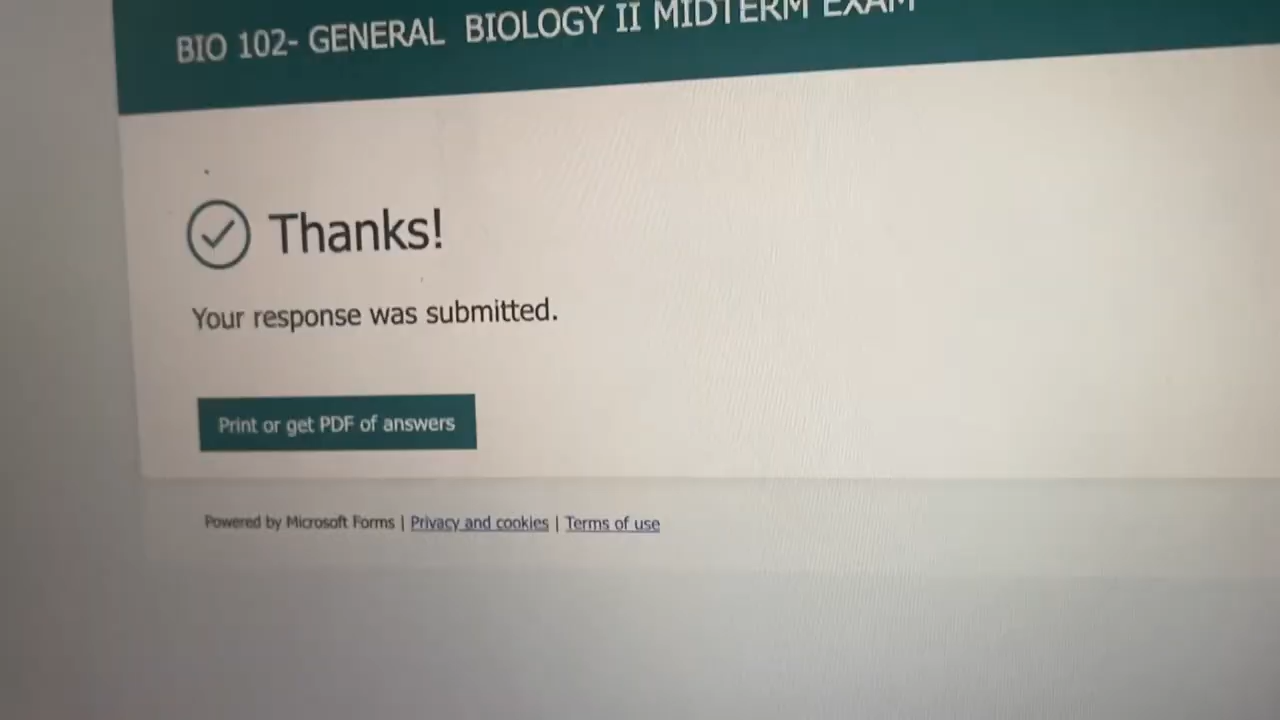 BIO 102- GENERAL BIOLOGY II MIDTERM EXAM
Thanks!
Your response was submitted.
Print or get PDF of answers
Powered by Microsoft Forms | Privacy and cookies | Terms of use